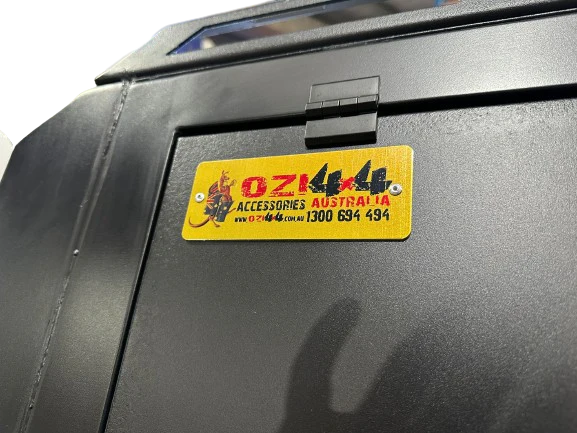 OZI4x4
ACCESSORIES AUSTRALIA
www.OZI4x4.com.au 1300 694 494